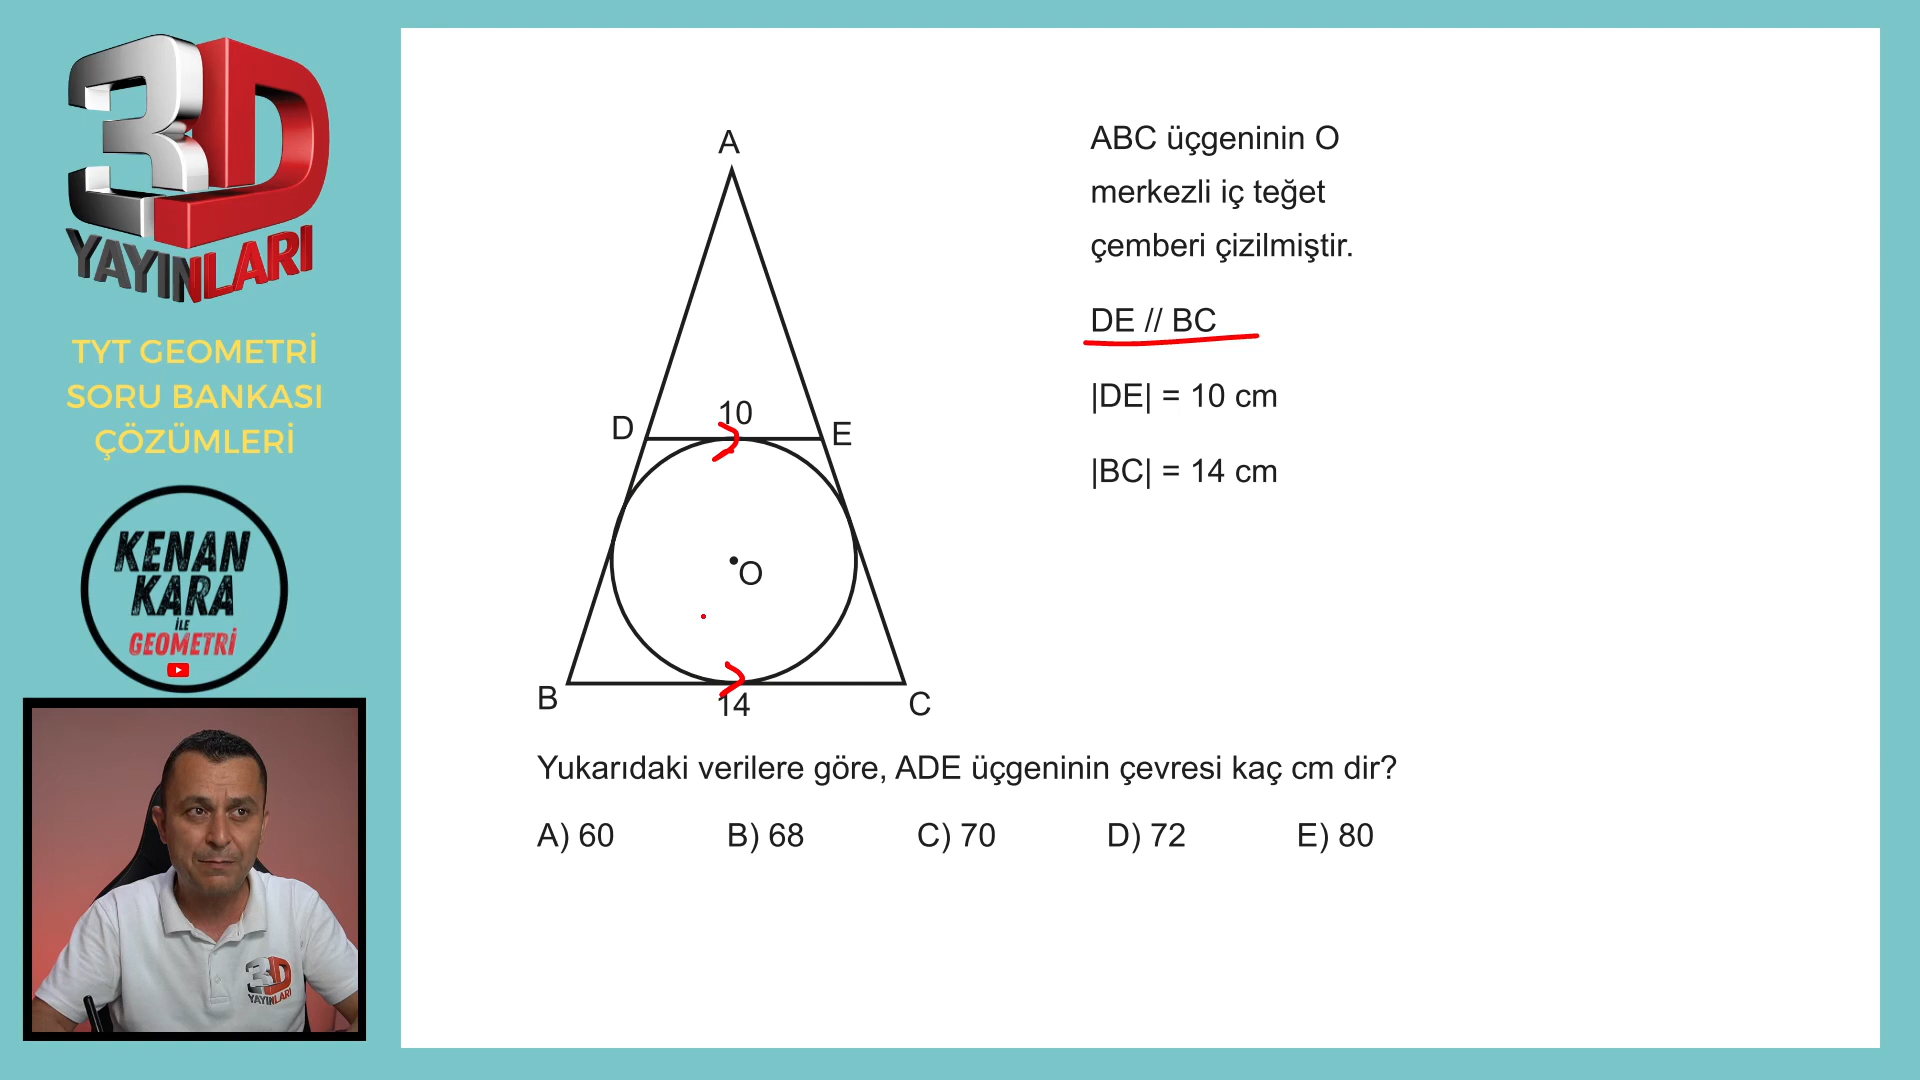 3D
YAYINLARI
TYT GEOMETRİ
SORU BANKASI
ÇÖZÜMLERİ
KENAN
KARA
İLE
GEOMETRİ
3D
YAYINLARI
A
10
D
E
O
B
14
C
ABC üçgeninin O
merkezli iç teğet
çemberi çizilmiştir.
DE // BC
|DE| = 10 cm
|BC| = 14 cm
Yukarıdaki verilere göre, ADE üçgeninin çevresi kaç cm dir?
A) 60 B) 68 C) 70 D) 72 E) 80